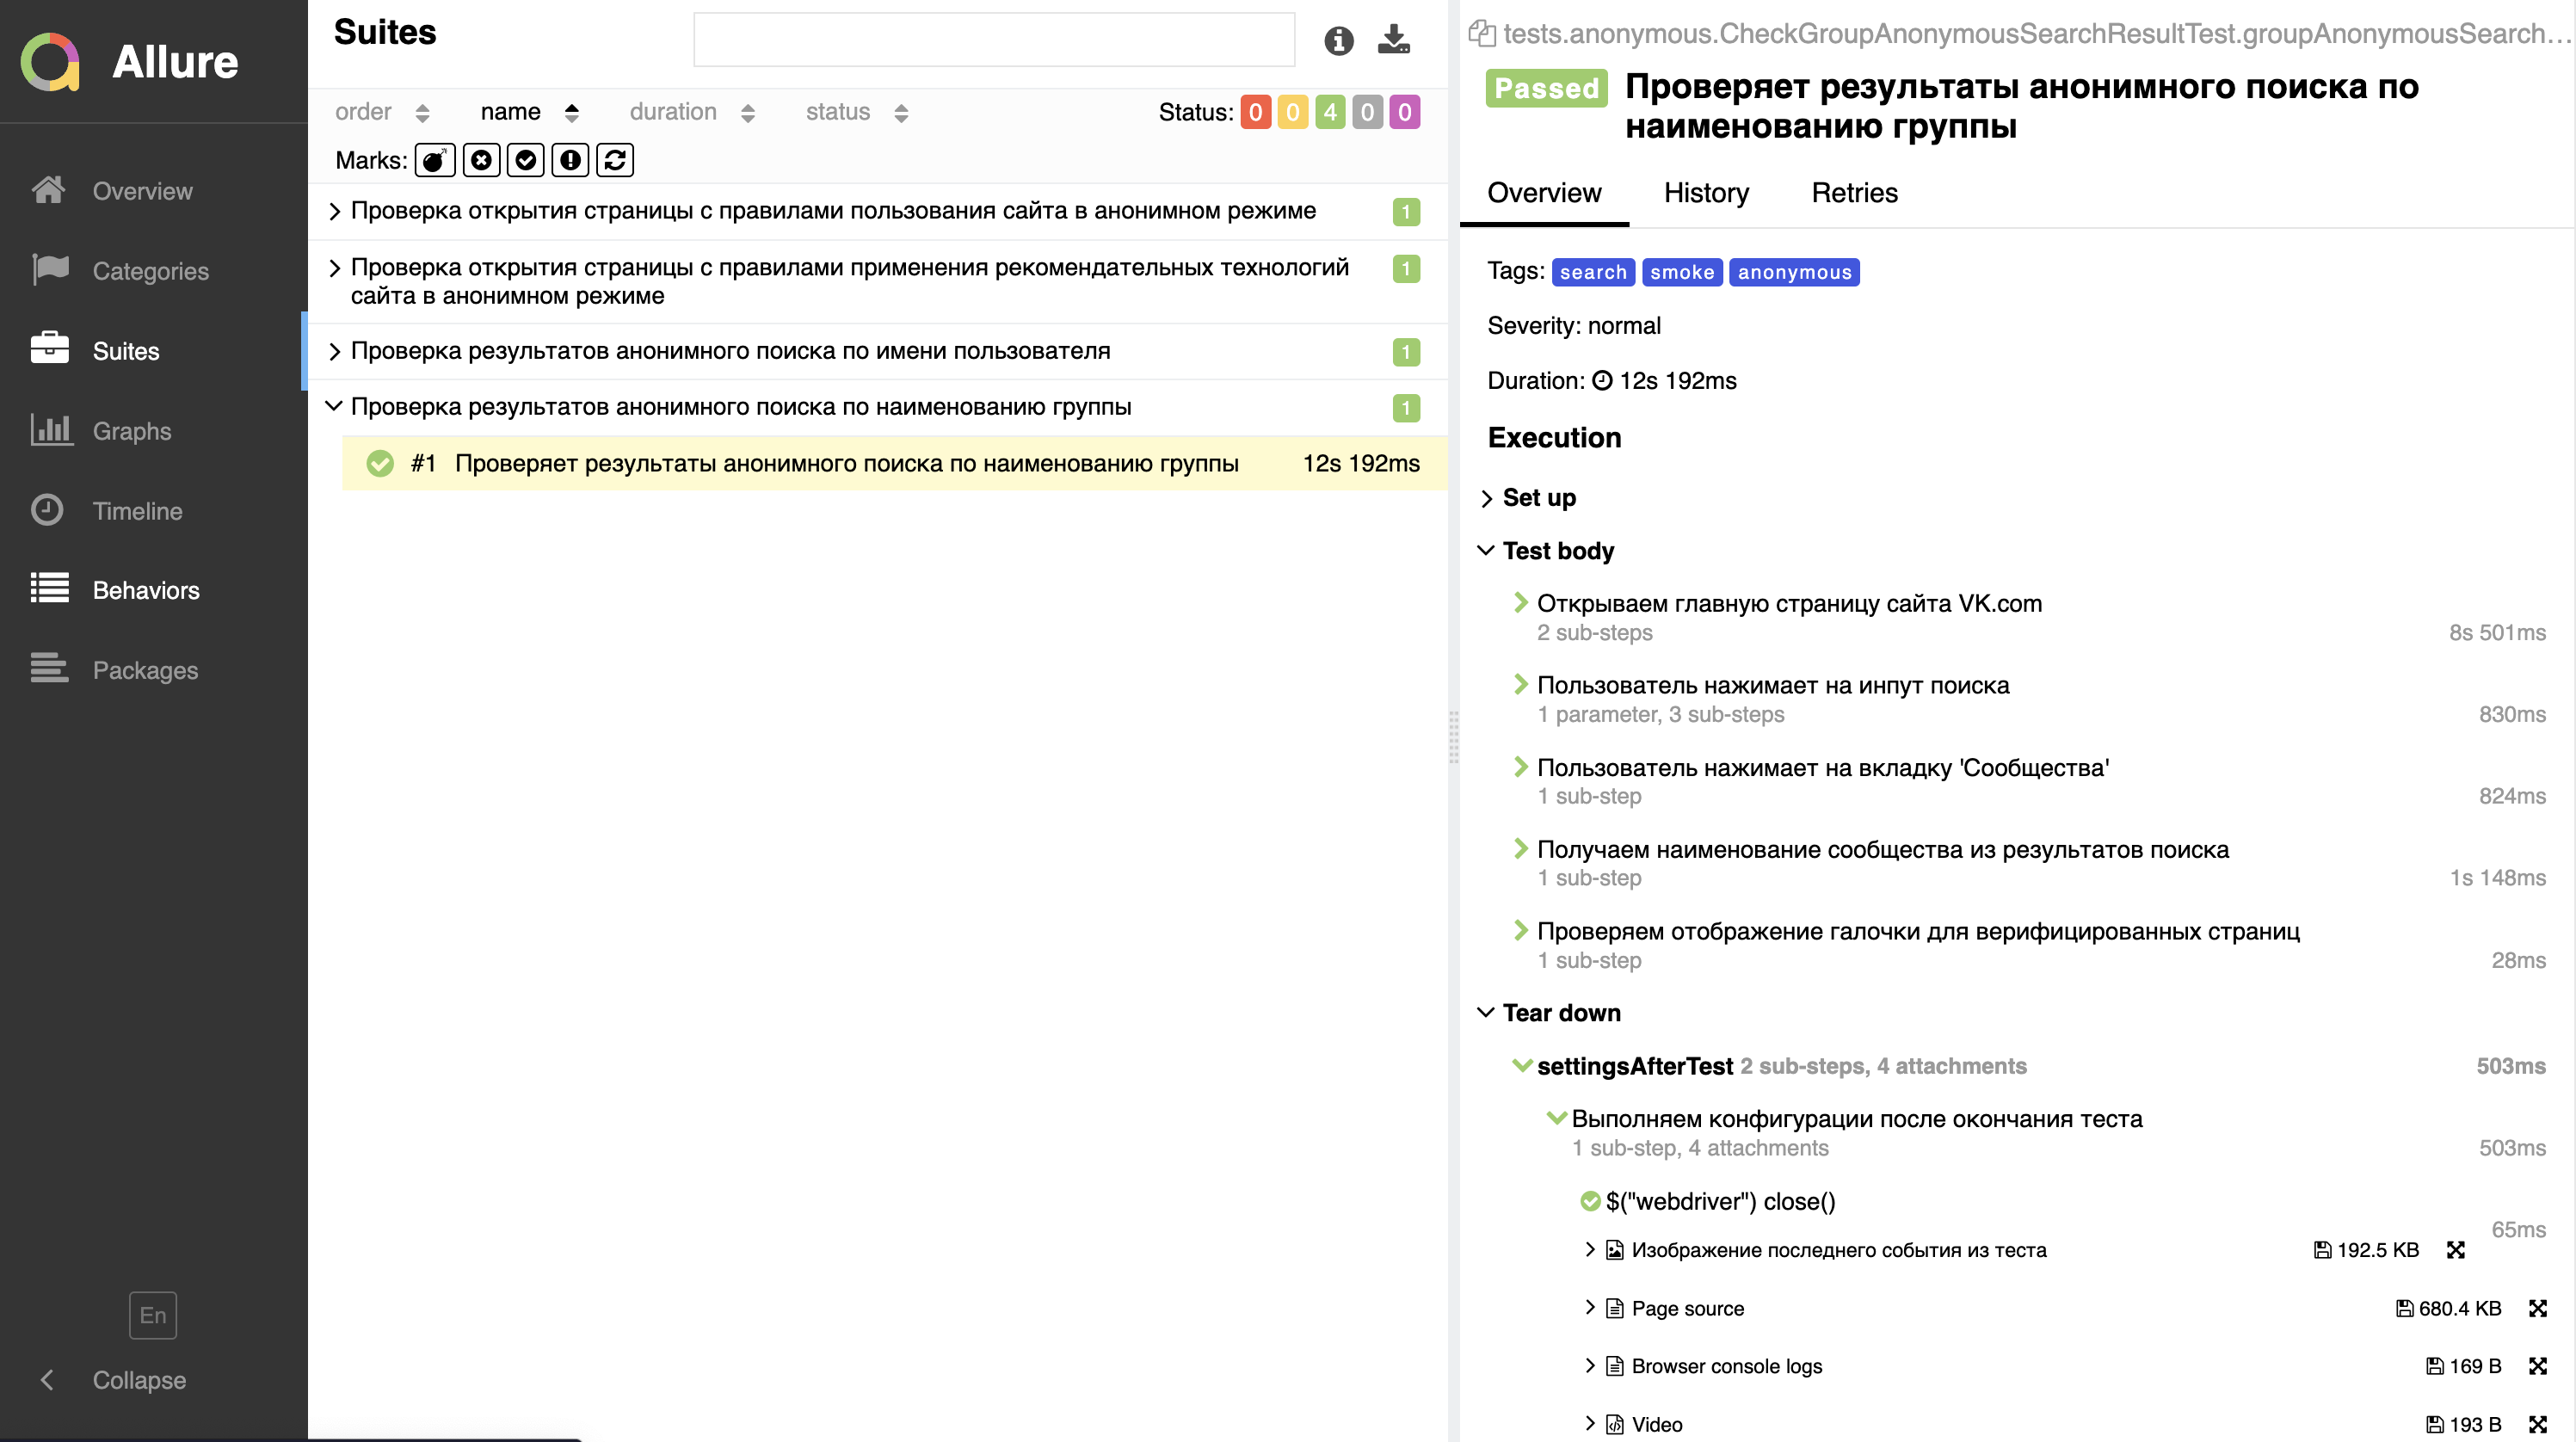 Allure
Overview
Categories
Suites
Graphs
Timeline
Behaviors
Packages
En
Collapse
Suites
order name duration status Status: 0 0 4 0 0
Marks:
Проверка открытия страницы с правилами пользования сайта в анонимном режиме 1
Проверка открытия страницы с правилами применения рекомендательных технологий 1
сайта в анонимном режиме
Проверка результатов анонимного поиска по имени пользователя 1
Проверка результатов анонимного поиска по наименованию группы 1
#1 Проверяет результаты анонимного поиска по наименованию группы 12s 192ms
tests.anonymous.CheckGroupAnonymousSearchResultTest.groupAnonymousSearch...
Passed Проверяет результаты анонимного поиска по
наименованию группы
Overview History Retries
Tags: search smoke anonymous
Severity: normal
Duration: 12s 192ms
Execution
Set up
Test body
Открываем главную страницу сайта VK.com
2 sub-steps 8s 501ms
Пользователь нажимает на инпут поиска
1 parameter, 3 sub-steps 830ms
Пользователь нажимает на вкладку 'Сообщества'
1 sub-step 824ms
Получаем наименование сообщества из результатов поиска
1 sub-step 1s 148ms
Проверяем отображение галочки для верифицированных страниц
1 sub-step 28ms
Tear down
settingsAfterTest 2 sub-steps, 4 attachments 503ms
Выполняем конфигурации после окончания теста
1 sub-step, 4 attachments 503ms
$("webdriver") close()
65ms
Изображение последнего события из теста 192.5 KB
Page source 680.4 KB
Browser console logs 169 B
Video 193 B